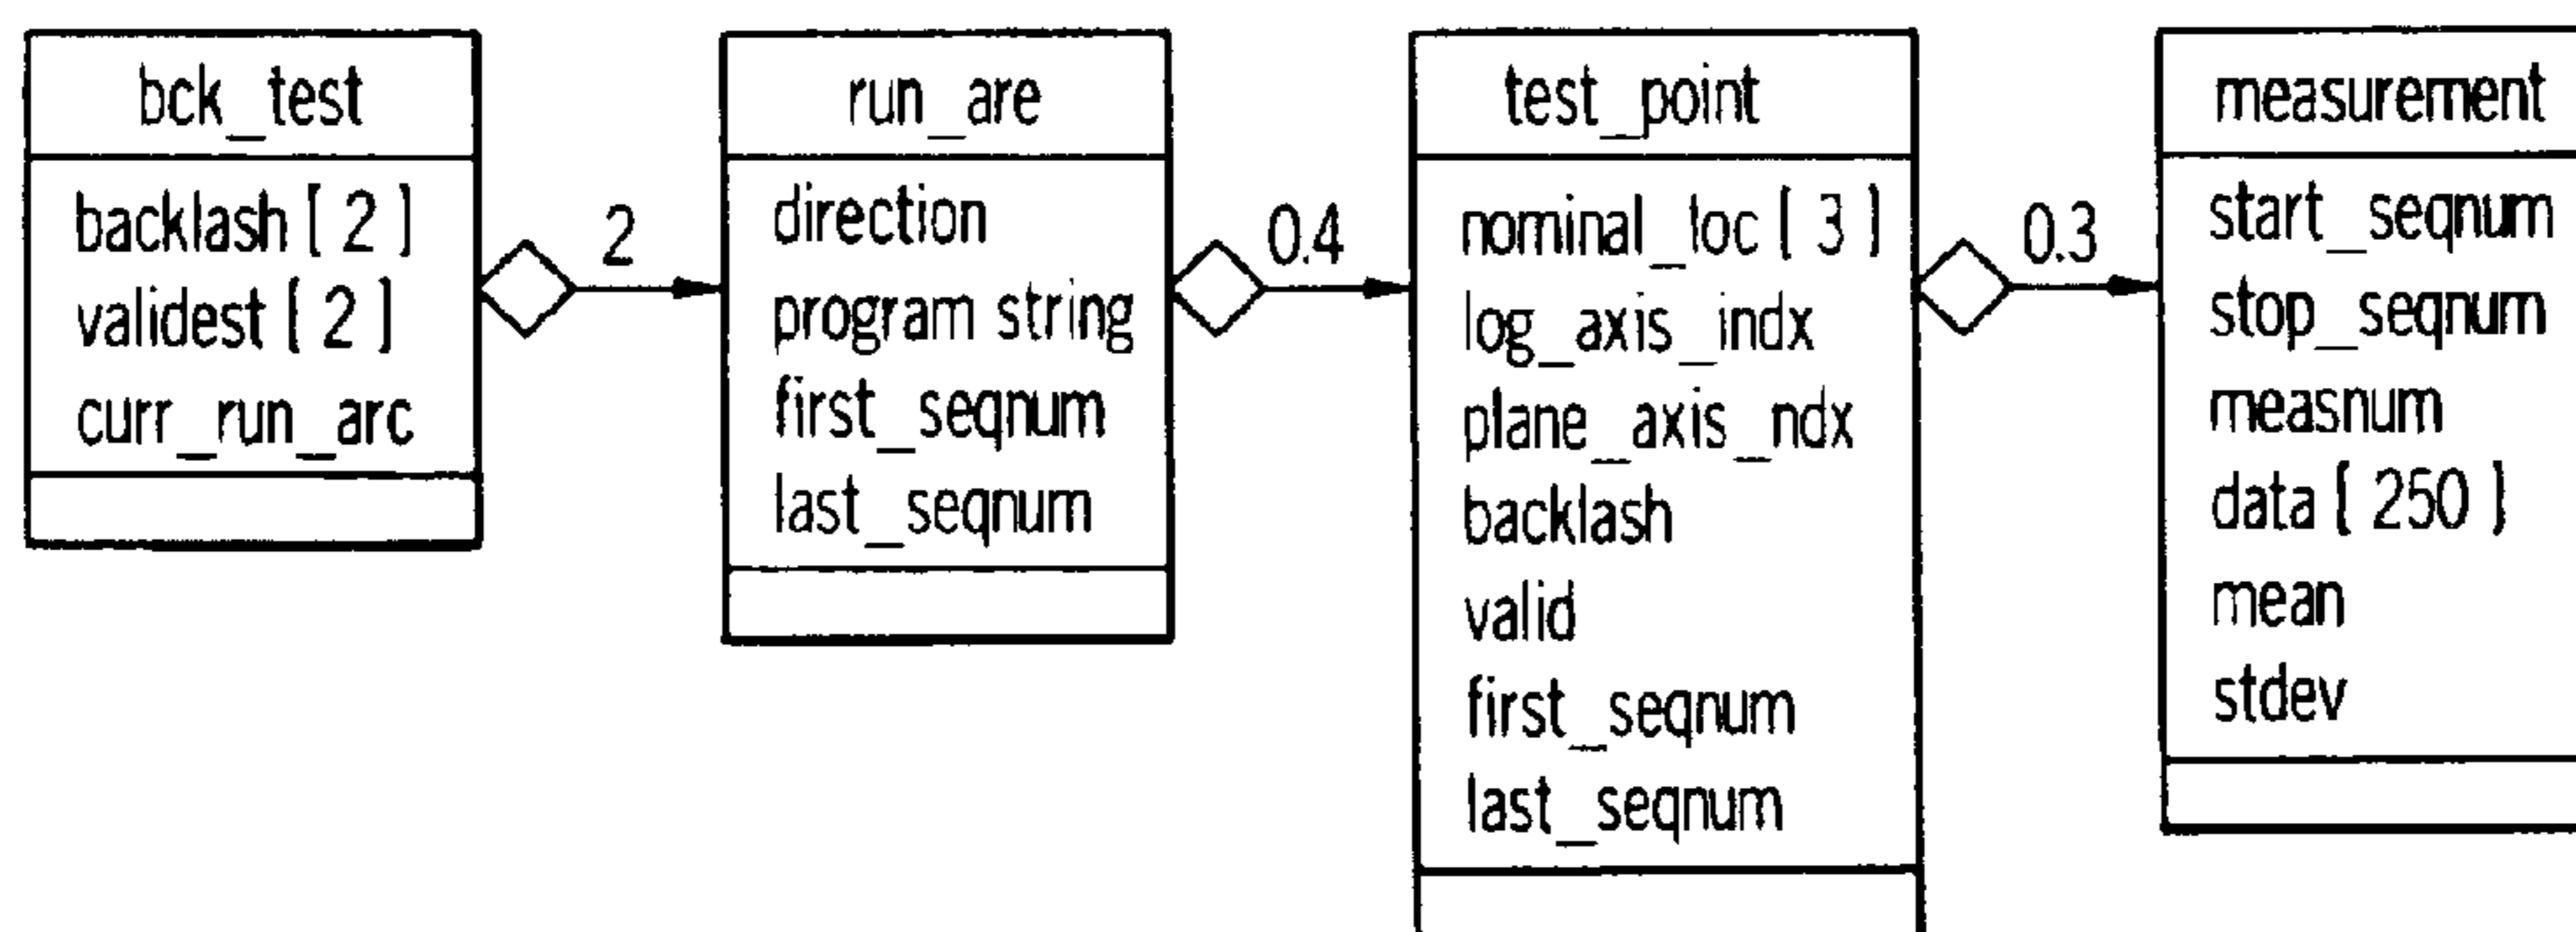 bck_test
backlash [ 2 ]
validest [ 2 ]
curr_run_arc
2
run_are
direction
program string
first_seqnum
last_seqnum
0.4
test_point
nominal_loc [ 3 ]
log_axis_indx
plane_axis_ndx
backlash
valid
first_seqnum
last_seqnum
0.3
measurement
start_seqnum
stop_seqnum
measnum
data [ 250 ]
mean
stdev